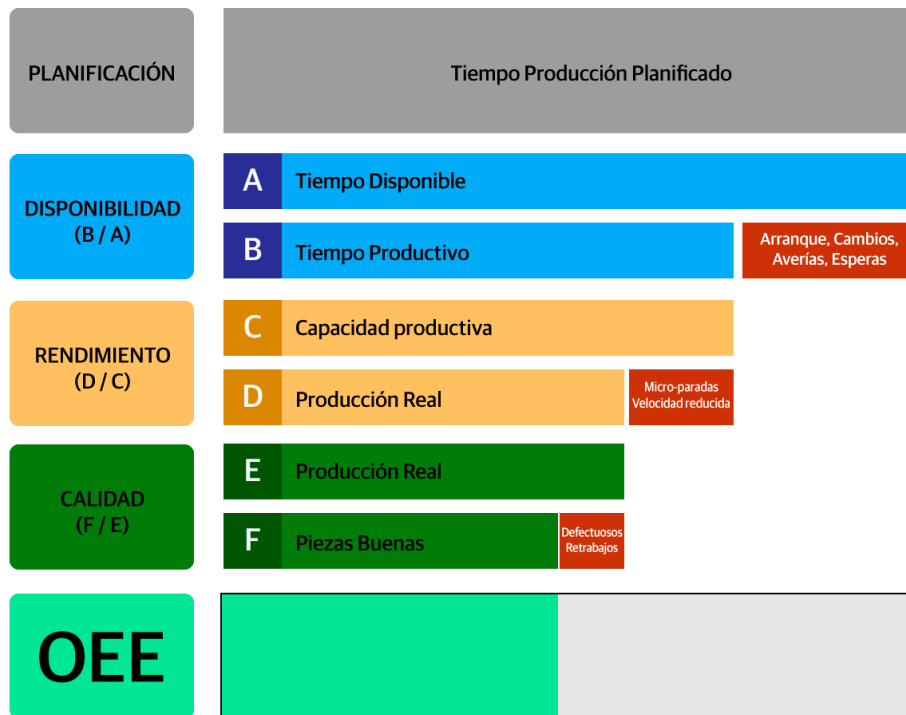 PLANIFICACIÓN
Tiempo Producción Planificado
DISPONIBILIDAD
(B / A)
A
Tiempo Disponible
B
Tiempo Productivo
Arranque, Cambios,
Averías, Esperas
RENDIMIENTO
(D / C)
C
Capacidad productiva
D
Producción Real
Micro-paradas
Velocidad reducida
CALIDAD
(F / E)
E
Producción Real
F
Piezas Buenas
Defectuosos
Retrabajos
OEE